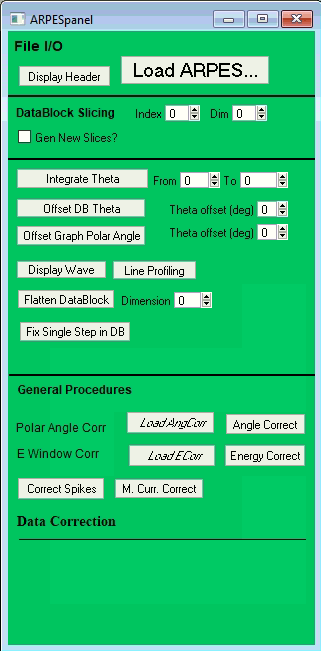 ARPESpanel
File I/O
Display Header
Load ARPES...
DataBlock Slicing Index 0 Dim 0
Gen New Slices?
Integrate Theta From 0 To 0
Offset DB Theta Theta offset (deg) 0
Offset Graph Polar Angle Theta offset (deg) 0
Display Wave Line Profiling
Flatten DataBlock Dimension 0
Fix Single Step in DB
General Procedures
Polar Angle Corr Load AngCorr Angle Correct
E Window Corr Load ECorr Energy Correct
Correct Spikes M. Curr. Correct
Data Correction